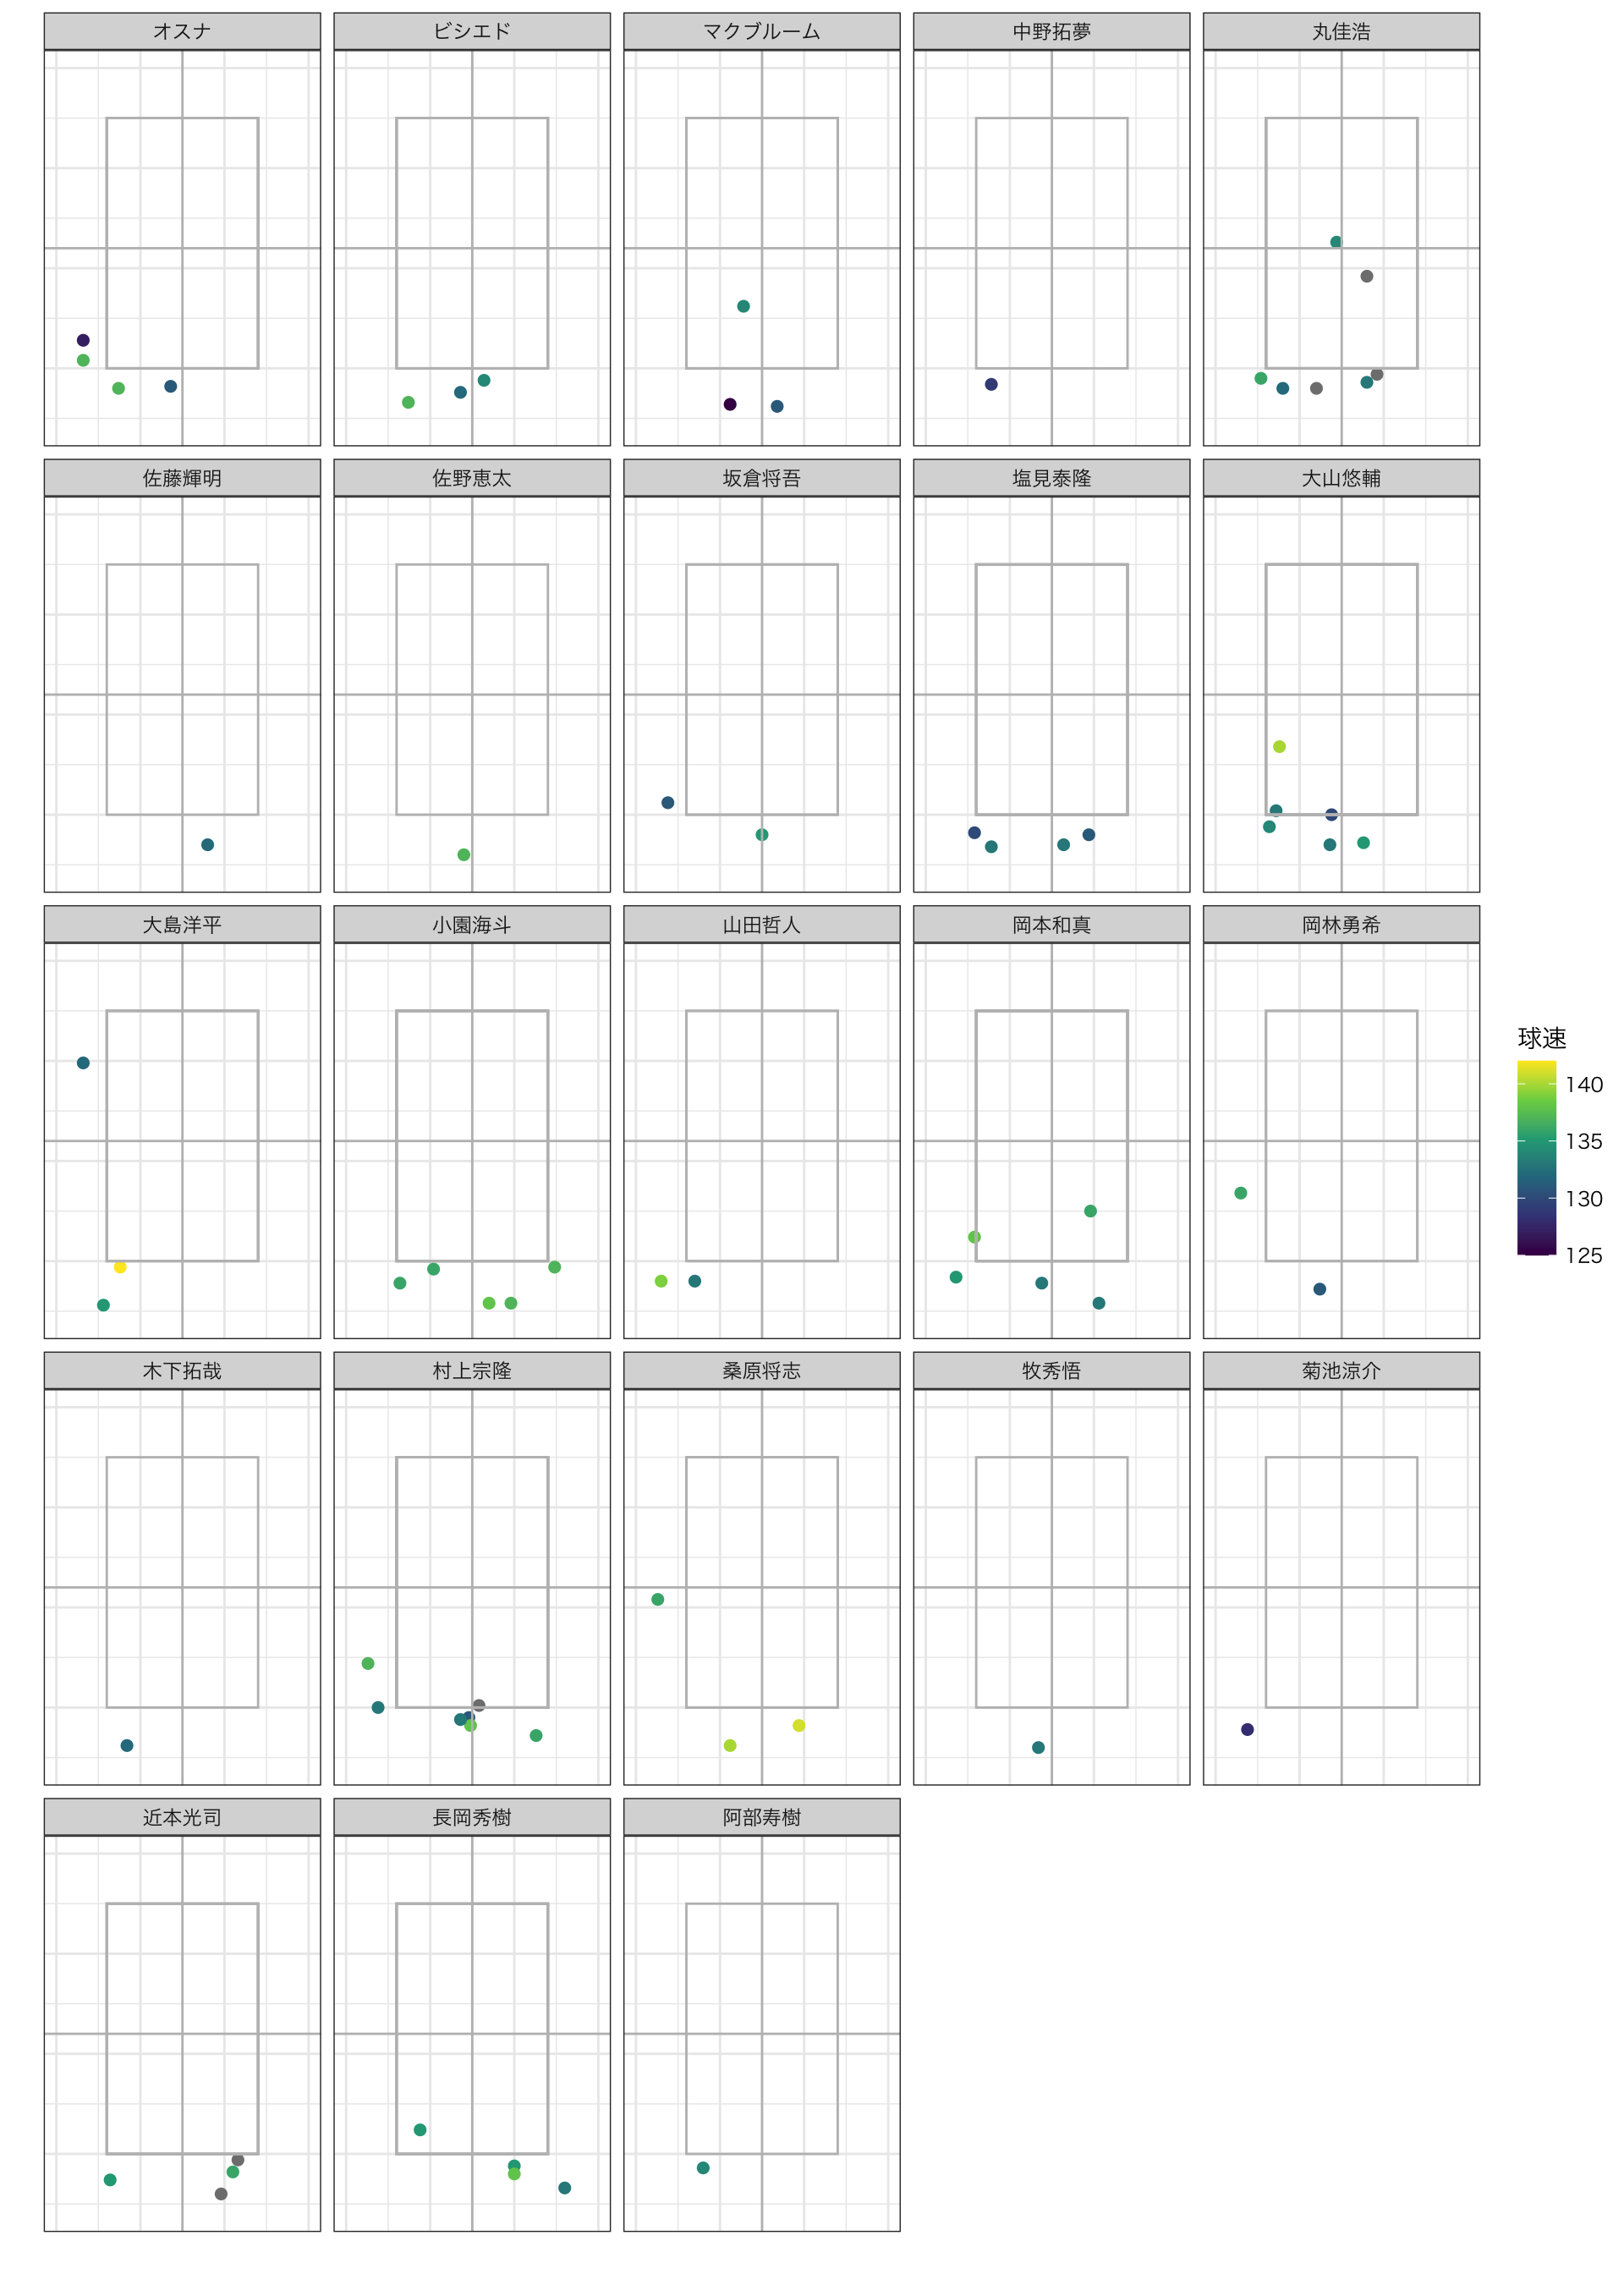 オスナ
ビシエド
マクブルーム
中野拓夢
丸佳浩
佐藤輝明
佐野恵太
坂倉将吾
塩見泰隆
大山悠輔
大島洋平
小園海斗
山田哲人
岡本和真
岡林勇希
球速
140
135
130
125
木下拓哉
村上宗隆
桑原将志
牧秀悟
菊池涼介
近本光司
長岡秀樹
阿部寿樹